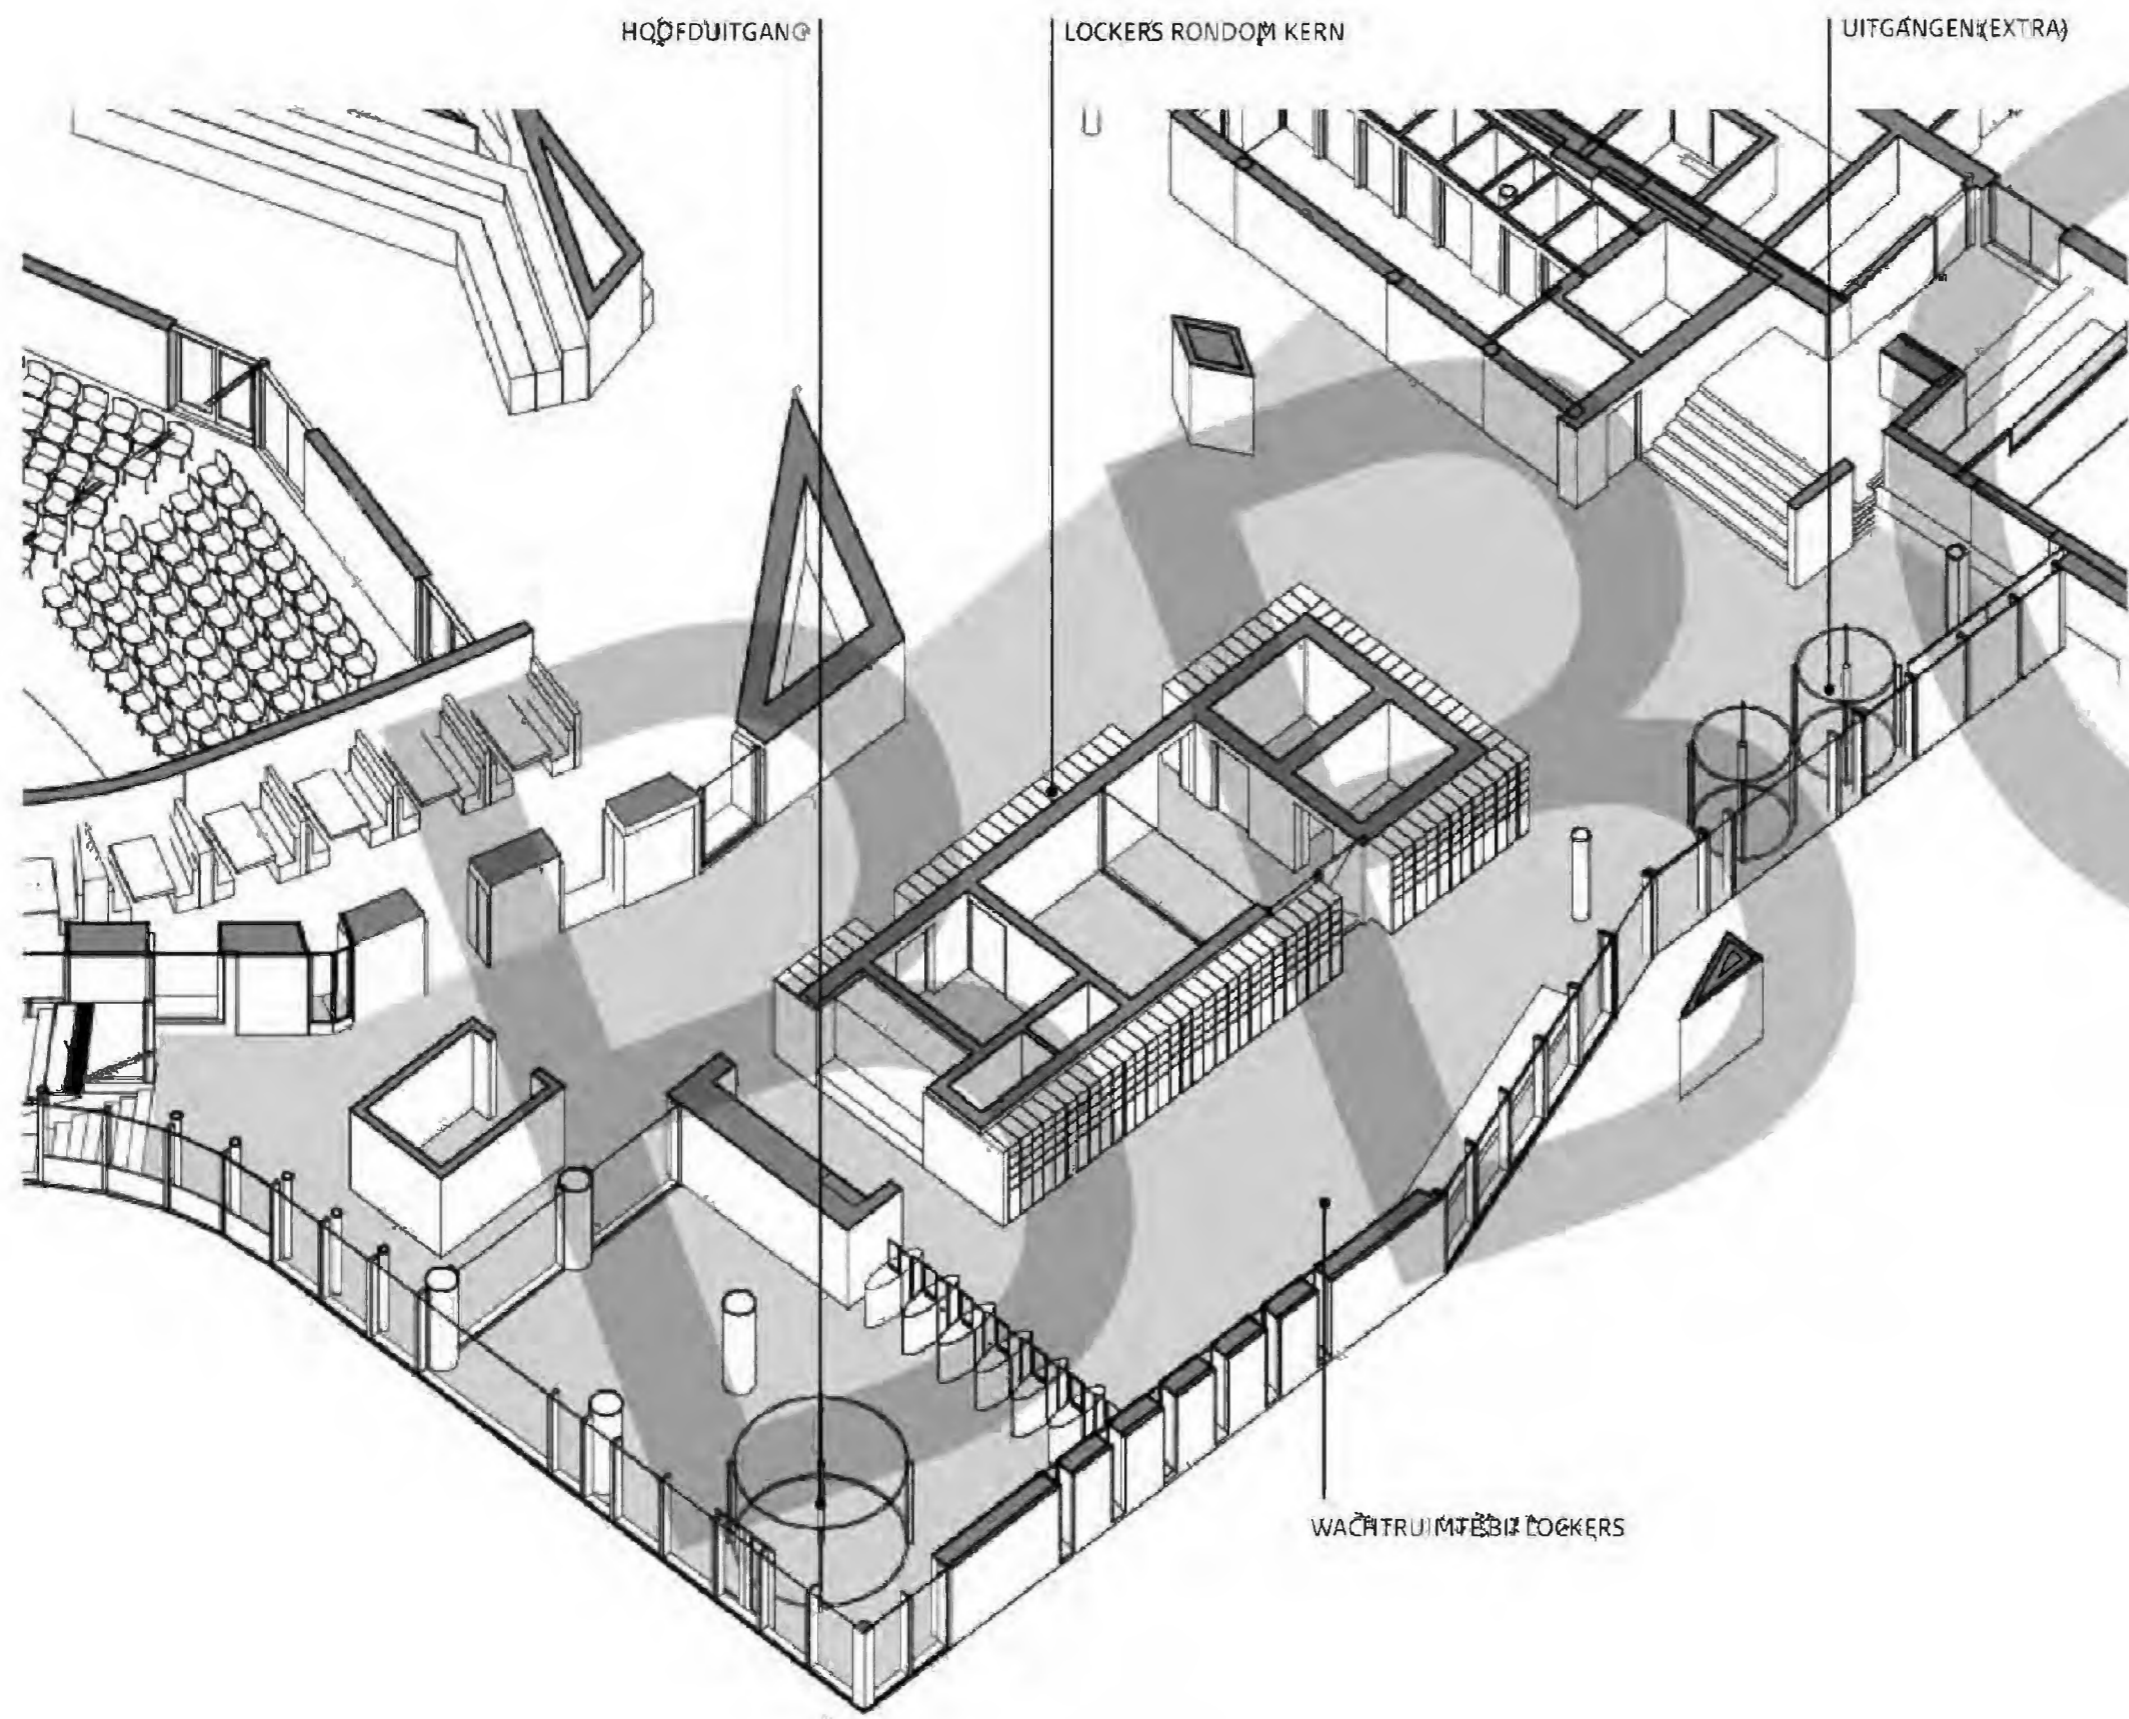 HOOFDUITGANG
LOCKERS RONDOM KERN
UITGANGEN (EXTRA)
WACHTRUIMTE BIJ LOCKERS